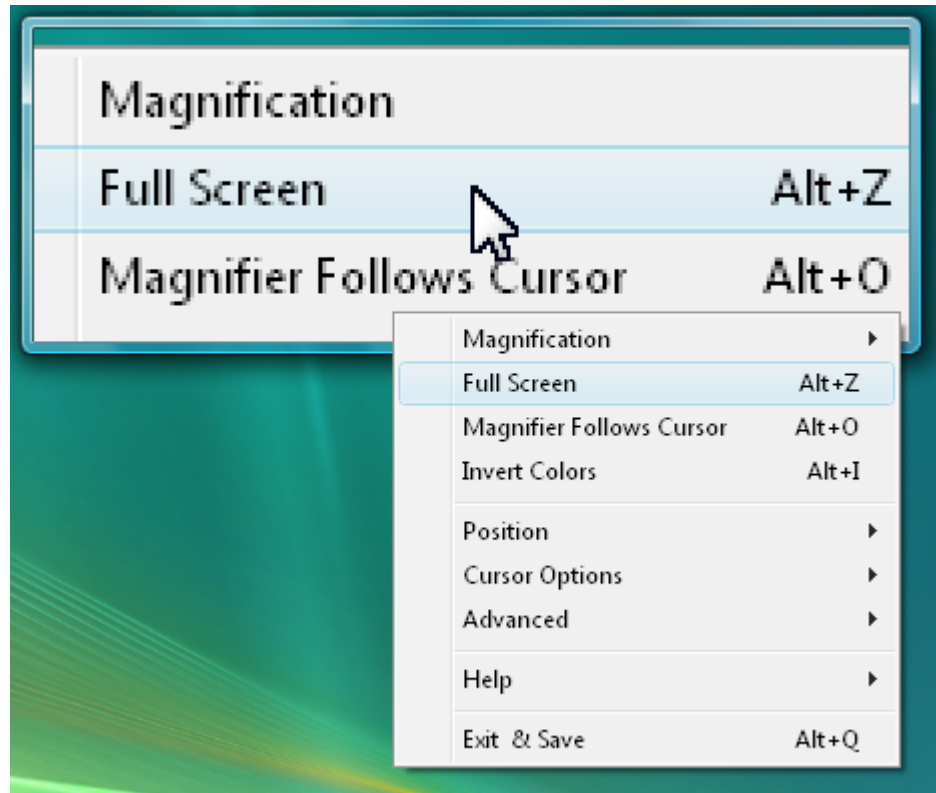 Magnification
Full Screen Alt+Z
Magnifier Follows Cursor Alt+O
Magnification
Full Screen Alt+Z
Magnifier Follows Cursor Alt+O
Invert Colors Alt+I
Position
Cursor Options
Advanced
Help
Exit & Save Alt+Q